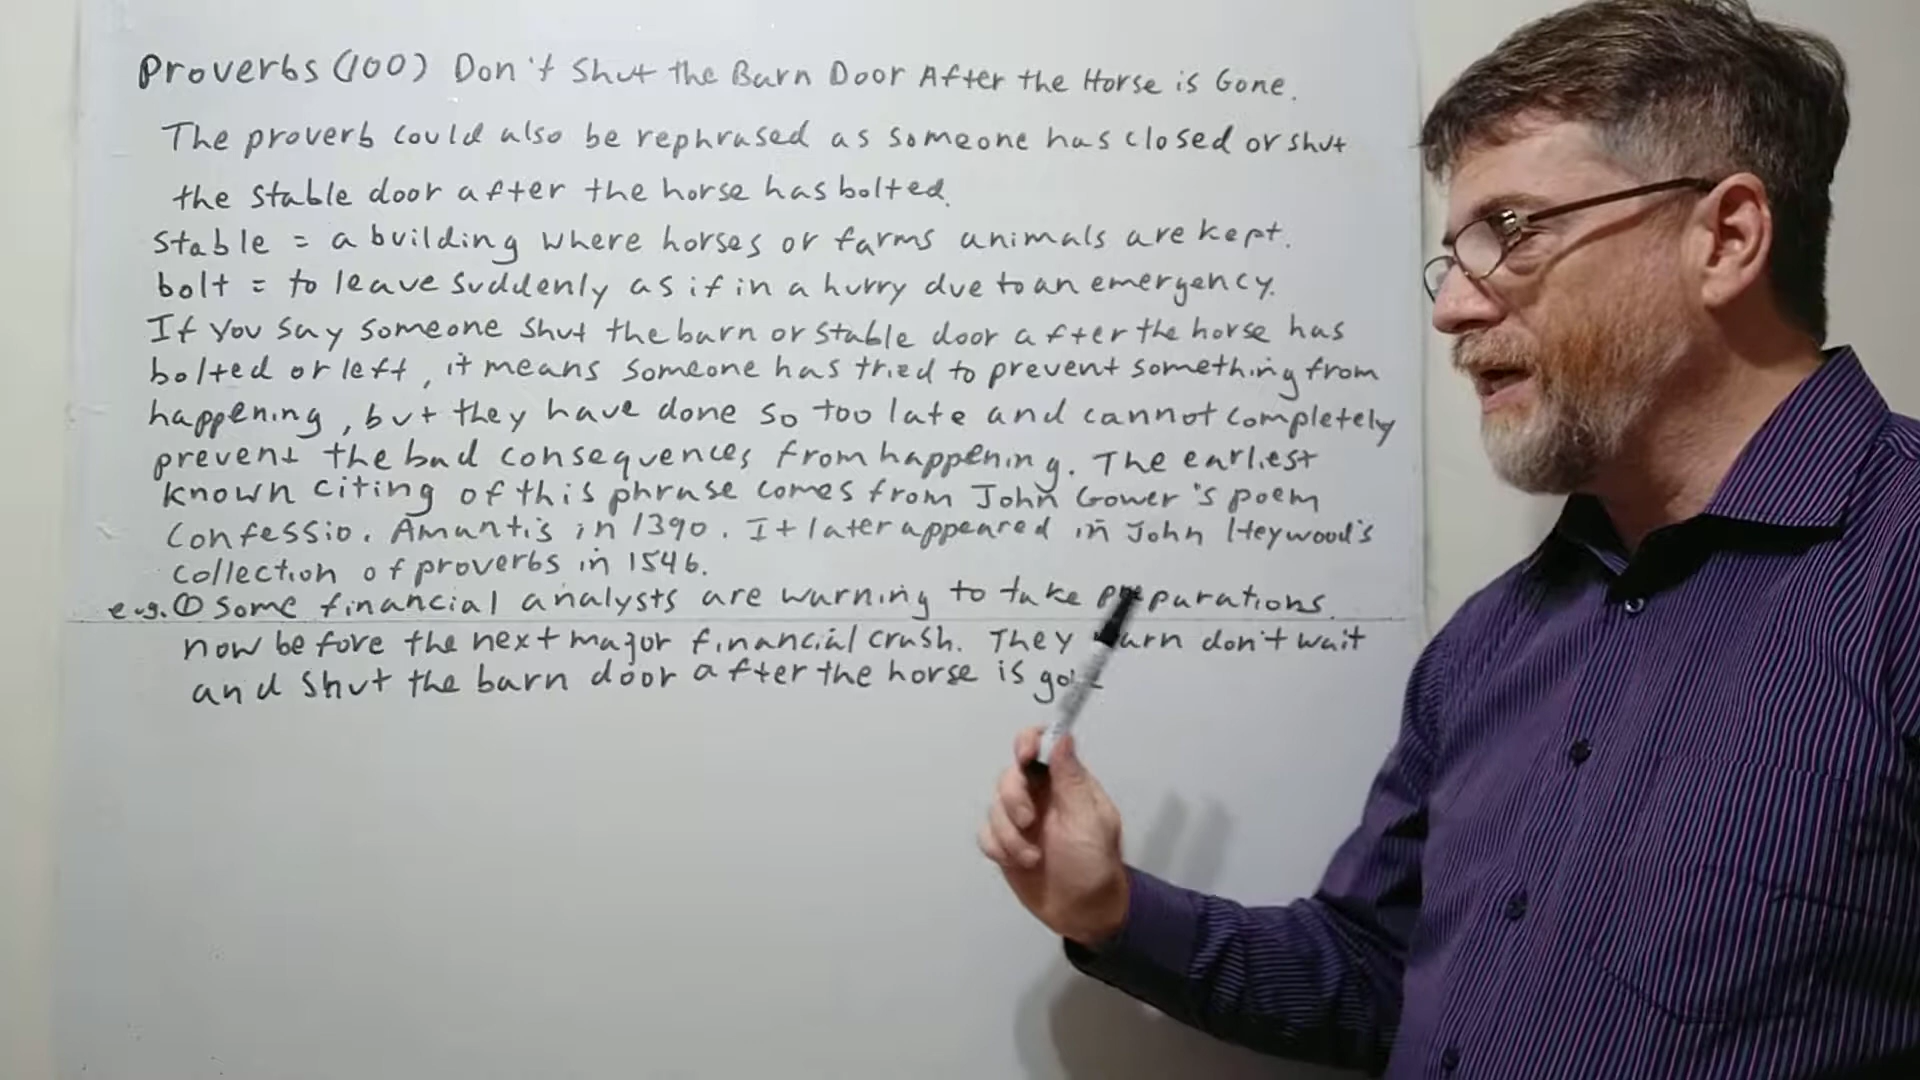 Proverbs (100) Don't Shut the Barn Door After the Horse is Gone.
The proverb could also be rephrased as someone has closed or shut
the stable door after the horse has bolted.
stable = a building where horses or farms animals are kept.
bolt = to leave suddenly as if in a hurry due to an emergency.
If you say someone shut the barn or stable door after the horse has
bolted or left, it means someone has tried to prevent something from
happening, but they have done so too late and cannot completely
prevent the bad consequences from happening. The earliest
known citing of this phrase comes from John Gower's poem
Confessio. Amantis in 1390. It later appeared in John Heywood's
collection of proverbs in 1546.
e.g. ① Some financial analysts are warning to take preparations
now before the next major financial crash. They warn don't wait
and shut the barn door after the horse is gone